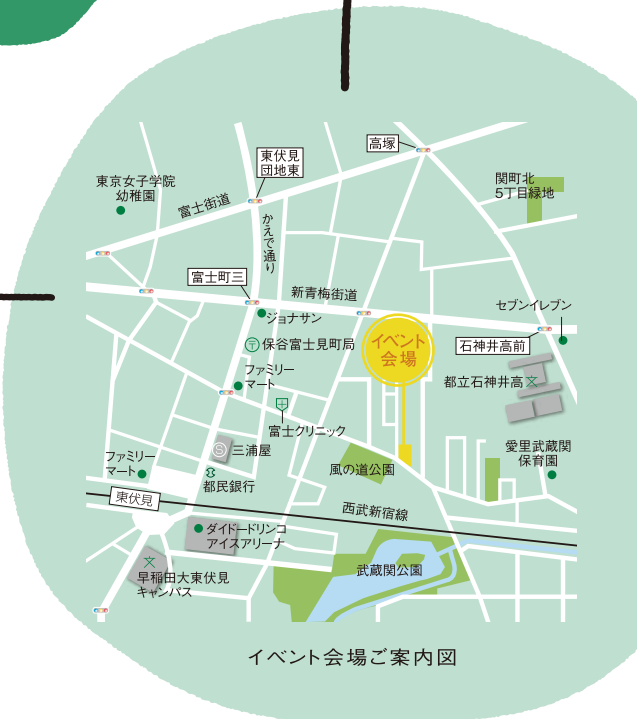 高塚
東伏見
団地東
東京女子学院
幼稚園
関町北
5丁目緑地
富士街道
かえで通り
富士町三
新青梅街道
セブンイレブン
ジョナサン
イベント
会場
石神井高前
保谷富士見町局
ファミリー
マート
都立石神井高
富士クリニック
三浦屋
愛里武蔵関
保育園
ファミリー
マート
風の道公園
都民銀行
東伏見
西武新宿線
ダイドードリンコ
アイスアリーナ
武蔵関公園
早稲田大東伏見
キャンパス
イベント会場ご案内図